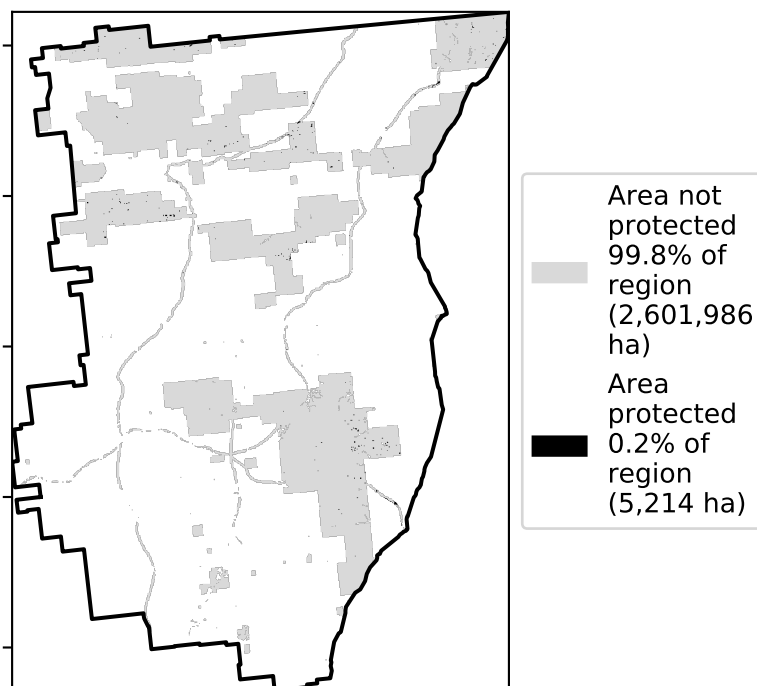 Area not
protected
99.8% of
region
(2,601,986
ha)
Area
protected
0.2% of
region
(5,214 ha)